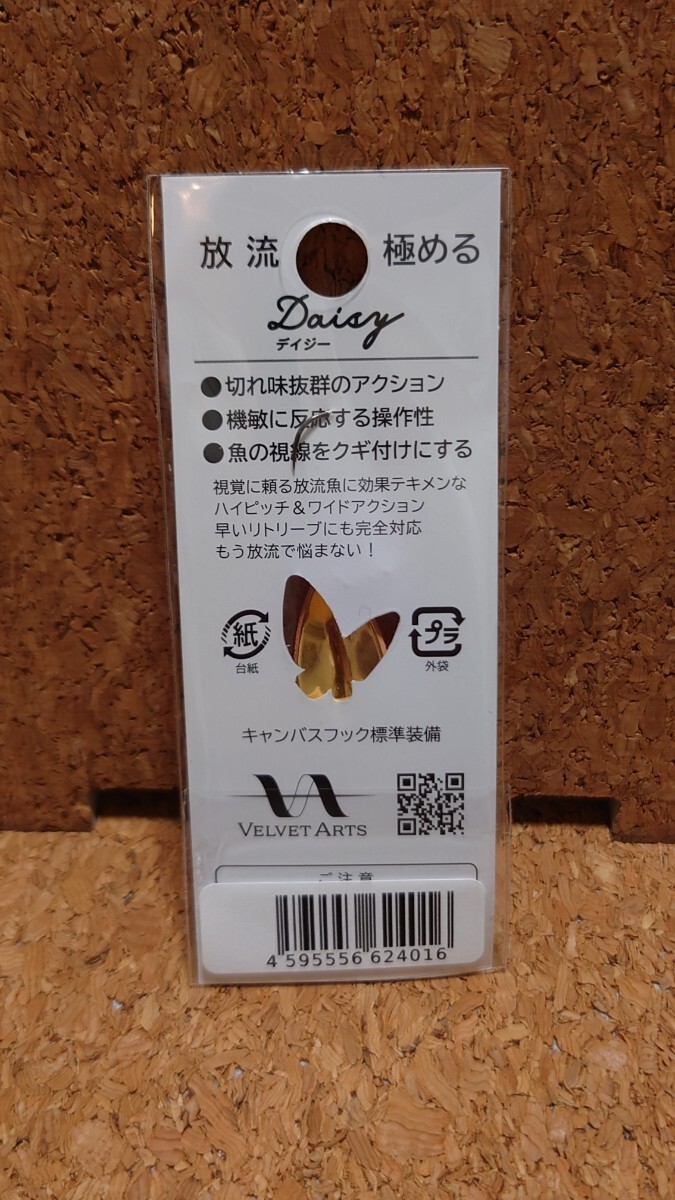 放流 極める
Daisy
デイジー
●切れ味抜群のアクション
●機敏に反応する操作性
●魚の視線をクギ付けにする
視覚に頼る放流魚に効果テキメンな
ハイピッチ＆ワイドアクション
早いリトリーブにも完全対応
もう放流で悩まない！
紙 プラ
台紙 外袋
キャンバスフック標準装備
VELVET ARTS
ご注意
4 595556 624016